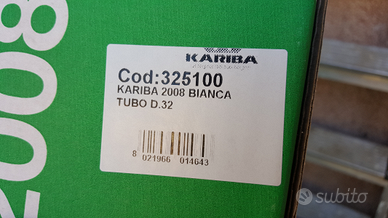 KARIBA
Cod:325100
KARIBA 2008 BIANCA
TUBO D.32
8 021966 014643
2008
subito